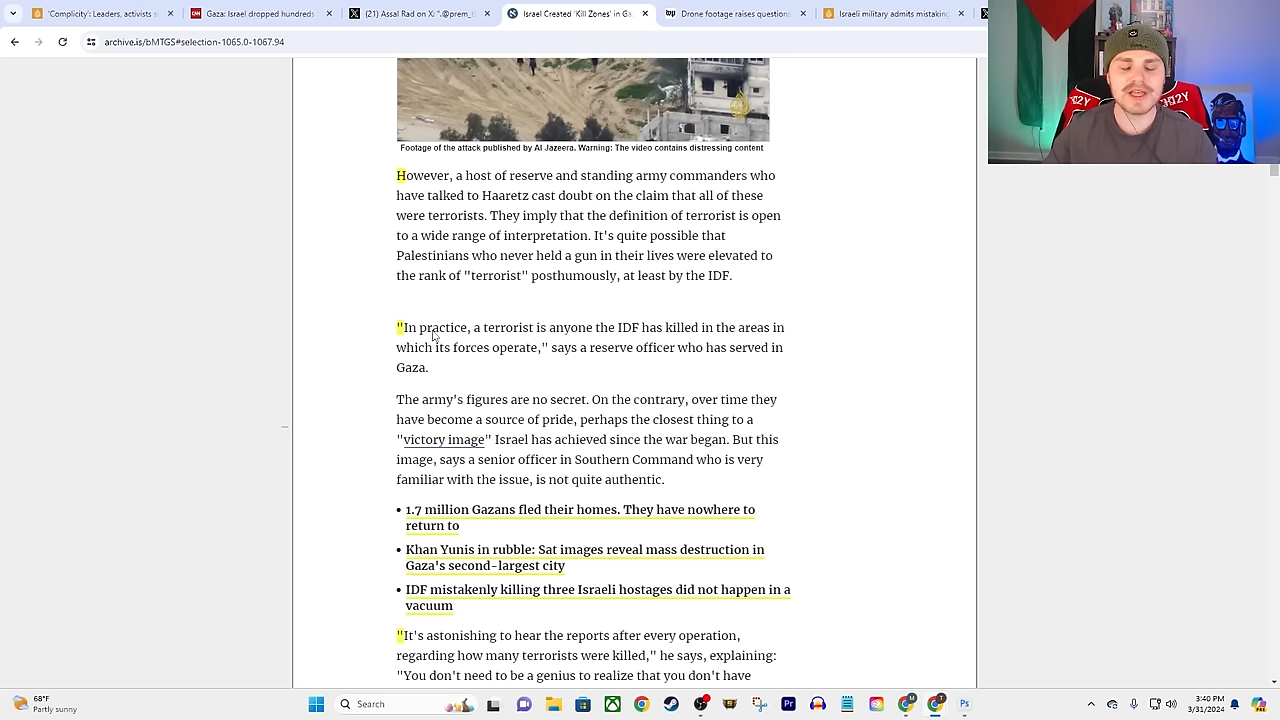 "Complicity's Leaders, activists s
Gaza: Israel dropped hundreds
(21) Assal Rad on X: ".@prem_t
Israel Created 'Kill Zones' in Ga
Drone footage raises questions
Israeli military admits mistaking
archive.is/bMTGS#selection-1065.0-1067.94
Footage of the attack published by Al Jazeera. Warning: The video contains distressing content
However, a host of reserve and standing army commanders who
have talked to Haaretz cast doubt on the claim that all of these
were terrorists. They imply that the definition of terrorist is open
to a wide range of interpretation. It's quite possible that
Palestinians who never held a gun in their lives were elevated to
the rank of "terrorist" posthumously, at least by the IDF.
"In practice, a terrorist is anyone the IDF has killed in the areas in
which its forces operate," says a reserve officer who has served in
Gaza.
The army's figures are no secret. On the contrary, over time they
have become a source of pride, perhaps the closest thing to a
"victory image" Israel has achieved since the war began. But this
image, says a senior officer in Southern Command who is very
familiar with the issue, is not quite authentic.
• 1.7 million Gazans fled their homes. They have nowhere to
return to
• Khan Yunis in rubble: Sat images reveal mass destruction in
Gaza's second-largest city
• IDF mistakenly killing three Israeli hostages did not happen in a
vacuum
"It's astonishing to hear the reports after every operation,
regarding how many terrorists were killed," he says, explaining:
"You don't need to be a genius to realize that you don't have
68°F
Partly sunny
Search
3:40 PM
3/31/2024